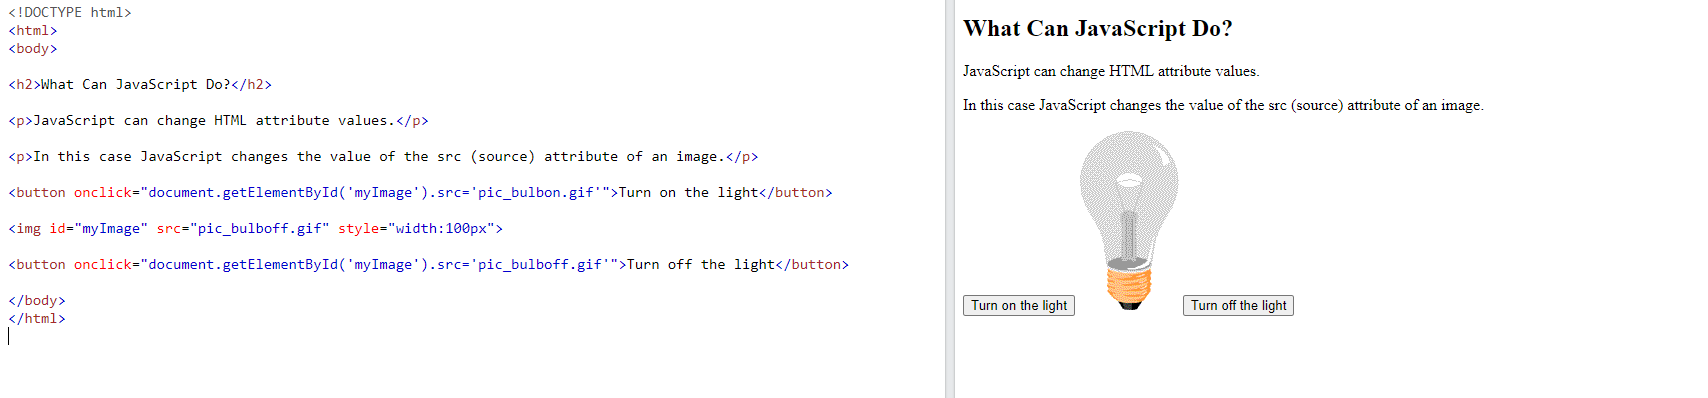 <!DOCTYPE html>
<html>
<body>
<h2>What Can JavaScript Do?</h2>
<p>JavaScript can change HTML attribute values.</p>
<p>In this case JavaScript changes the value of the src (source) attribute of an image.</p>
<button onclick="document.getElementById('myImage').src='pic_bulbon.gif'">Turn on the light</button>
<img id="myImage" src="pic_bulboff.gif" style="width:100px">
<button onclick="document.getElementById('myImage').src='pic_bulboff.gif'">Turn off the light</button>
</body>
</html>
What Can JavaScript Do?
JavaScript can change HTML attribute values.
In this case JavaScript changes the value of the src (source) attribute of an image.
Turn on the light
Turn off the light